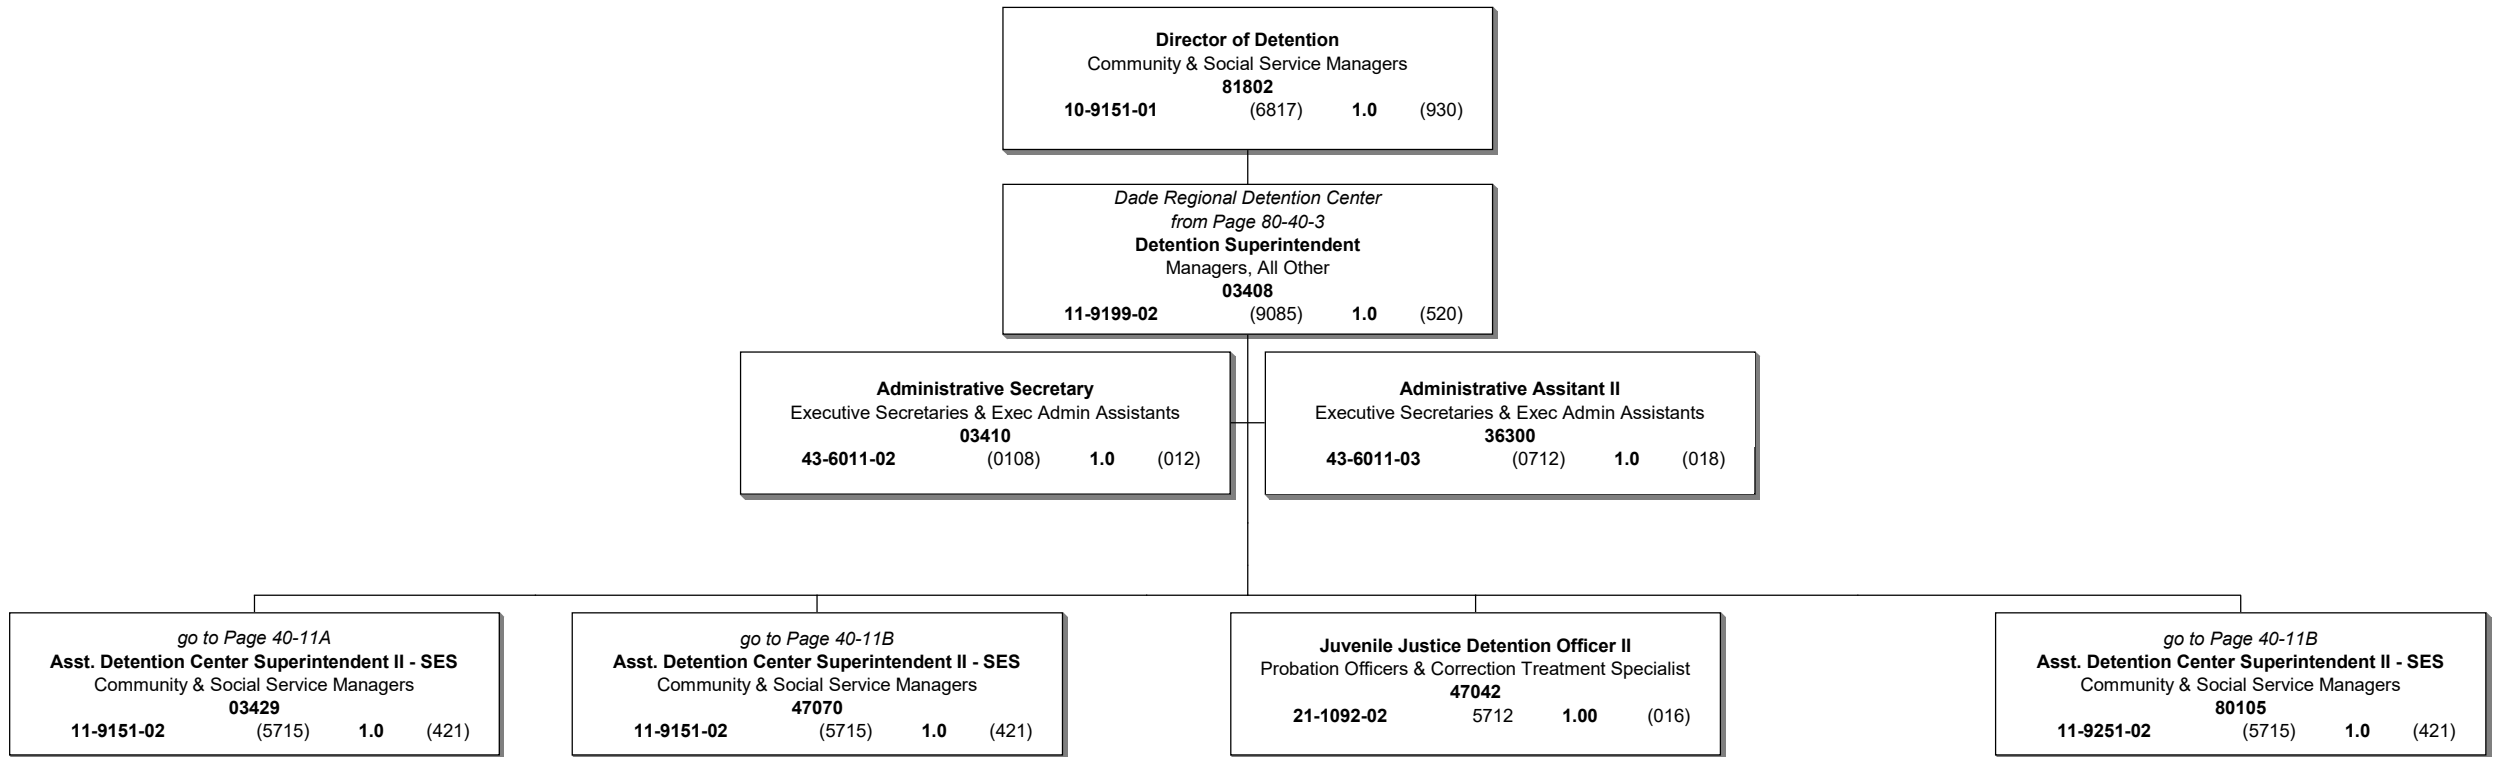 Director of Detention
Community & Social Service Managers
81802
10-9151-01 (6817) 1.0 (930)
Dade Regional Detention Center
from Page 80-40-3
Detention Superintendent
Managers, All Other
03408
11-9199-02 (9085) 1.0 (520)
Administrative Secretary
Executive Secretaries & Exec Admin Assistants
03410
43-6011-02 (0108) 1.0 (012)
Administrative Assitant II
Executive Secretaries & Exec Admin Assistants
36300
43-6011-03 (0712) 1.0 (018)
go to Page 40-11A
Asst. Detention Center Superintendent II - SES
Community & Social Service Managers
03429
11-9151-02 (5715) 1.0 (421)
go to Page 40-11B
Asst. Detention Center Superintendent II - SES
Community & Social Service Managers
47070
11-9151-02 (5715) 1.0 (421)
Juvenile Justice Detention Officer II
Probation Officers & Correction Treatment Specialist
47042
21-1092-02 5712 1.00 (016)
go to Page 40-11B
Asst. Detention Center Superintendent II - SES
Community & Social Service Managers
80105
11-9251-02 (5715) 1.0 (421)